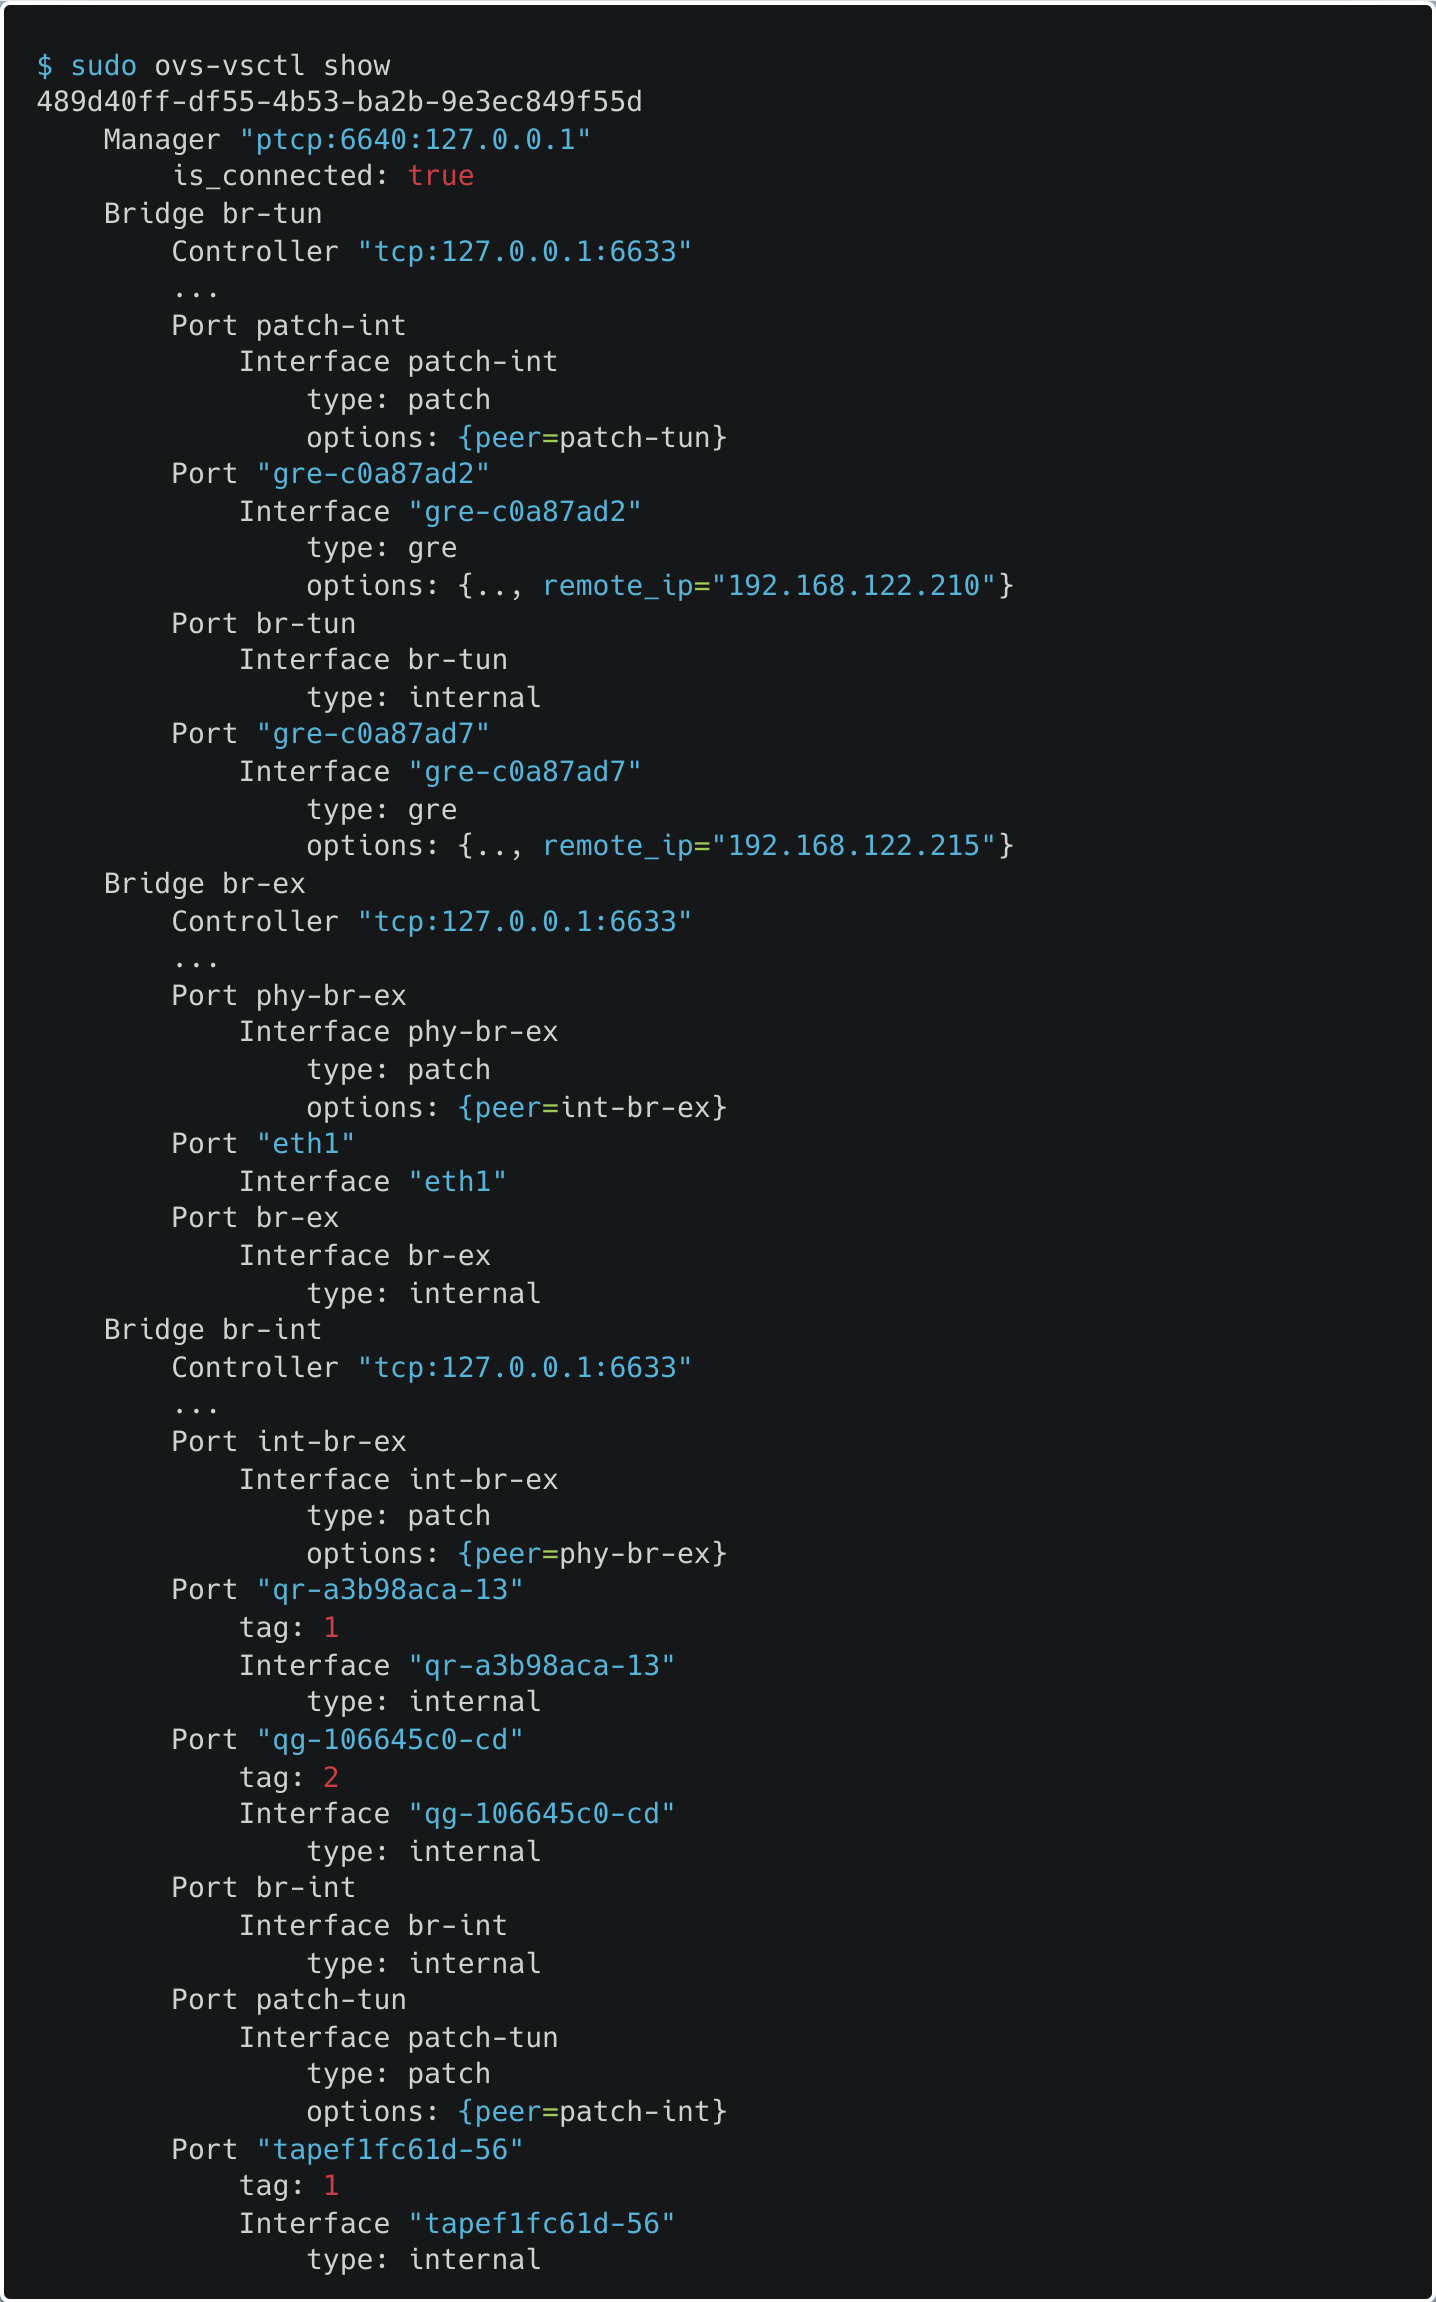 $ sudo ovs-vsctl show
489d40ff-df55-4b53-ba2b-9e3ec849f55d
    Manager "ptcp:6640:127.0.0.1"
        is_connected: true
    Bridge br-tun
        Controller "tcp:127.0.0.1:6633"
        ...
        Port patch-int
            Interface patch-int
                type: patch
                options: {peer=patch-tun}
        Port "gre-c0a87ad2"
            Interface "gre-c0a87ad2"
                type: gre
                options: {.., remote_ip="192.168.122.210"}
        Port br-tun
            Interface br-tun
                type: internal
        Port "gre-c0a87ad7"
            Interface "gre-c0a87ad7"
                type: gre
                options: {.., remote_ip="192.168.122.215"}
    Bridge br-ex
        Controller "tcp:127.0.0.1:6633"
        ...
        Port phy-br-ex
            Interface phy-br-ex
                type: patch
                options: {peer=int-br-ex}
        Port "eth1"
            Interface "eth1"
        Port br-ex
            Interface br-ex
                type: internal
    Bridge br-int
        Controller "tcp:127.0.0.1:6633"
        ...
        Port int-br-ex
            Interface int-br-ex
                type: patch
                options: {peer=phy-br-ex}
        Port "qr-a3b98aca-13"
            tag: 1
            Interface "qr-a3b98aca-13"
                type: internal
        Port "qg-106645c0-cd"
            tag: 2
            Interface "qg-106645c0-cd"
                type: internal
        Port br-int
            Interface br-int
                type: internal
        Port patch-tun
            Interface patch-tun
                type: patch
                options: {peer=patch-int}
        Port "tapef1fc61d-56"
            tag: 1
            Interface "tapef1fc61d-56"
                type: internal